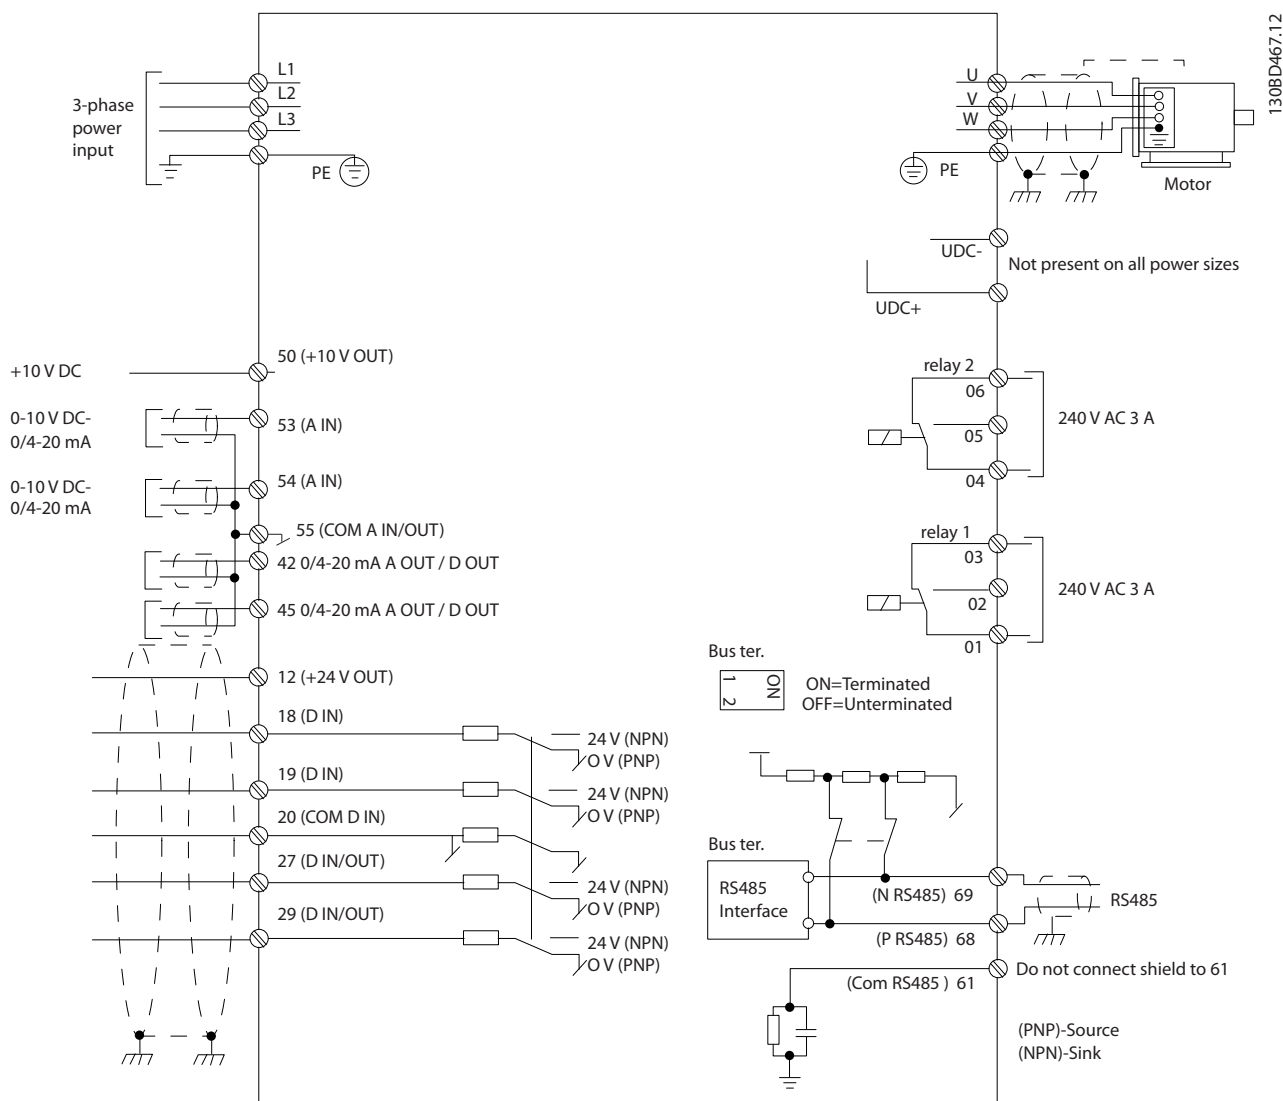 130BD467.12
3-phase
power
input
L1
L2
L3
PE
U
V
W
PE
Motor
UDC-
Not present on all power sizes
UDC+
+10 V DC
50 (+10 V OUT)
0-10 V DC-
0/4-20 mA
53 (A IN)
0-10 V DC-
0/4-20 mA
54 (A IN)
55 (COM A IN/OUT)
42 0/4-20 mA A OUT / D OUT
45 0/4-20 mA A OUT / D OUT
12 (+24 V OUT)
18 (D IN)
24 V (NPN)
O V (PNP)
19 (D IN)
24 V (NPN)
O V (PNP)
20 (COM D IN)
27 (D IN/OUT)
24 V (NPN)
O V (PNP)
29 (D IN/OUT)
24 V (NPN)
O V (PNP)
relay 2
06
05
04
240 V AC 3 A
relay 1
03
02
01
240 V AC 3 A
Bus ter.
1
2
ON
ON=Terminated
OFF=Unterminated
Bus ter.
RS485
Interface
(N RS485) 69
RS485
(P RS485) 68
(Com RS485 ) 61
Do not connect shield to 61
(PNP)-Source
(NPN)-Sink